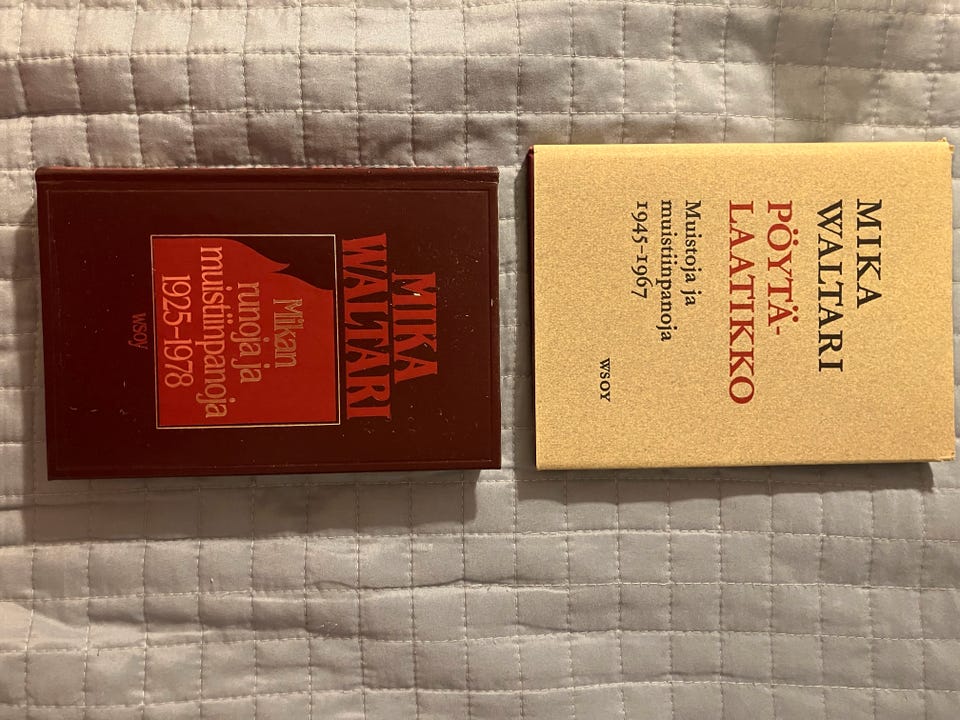 MIKA
WALTARI
Mikan
runoja ja
muistiinpanoja
1925–1978
WSOY
MIKA
WALTARI
PÖYTÄ-
LAATIKKO
Muistoja ja
muistiinpanoja
1945–1967
WSOY